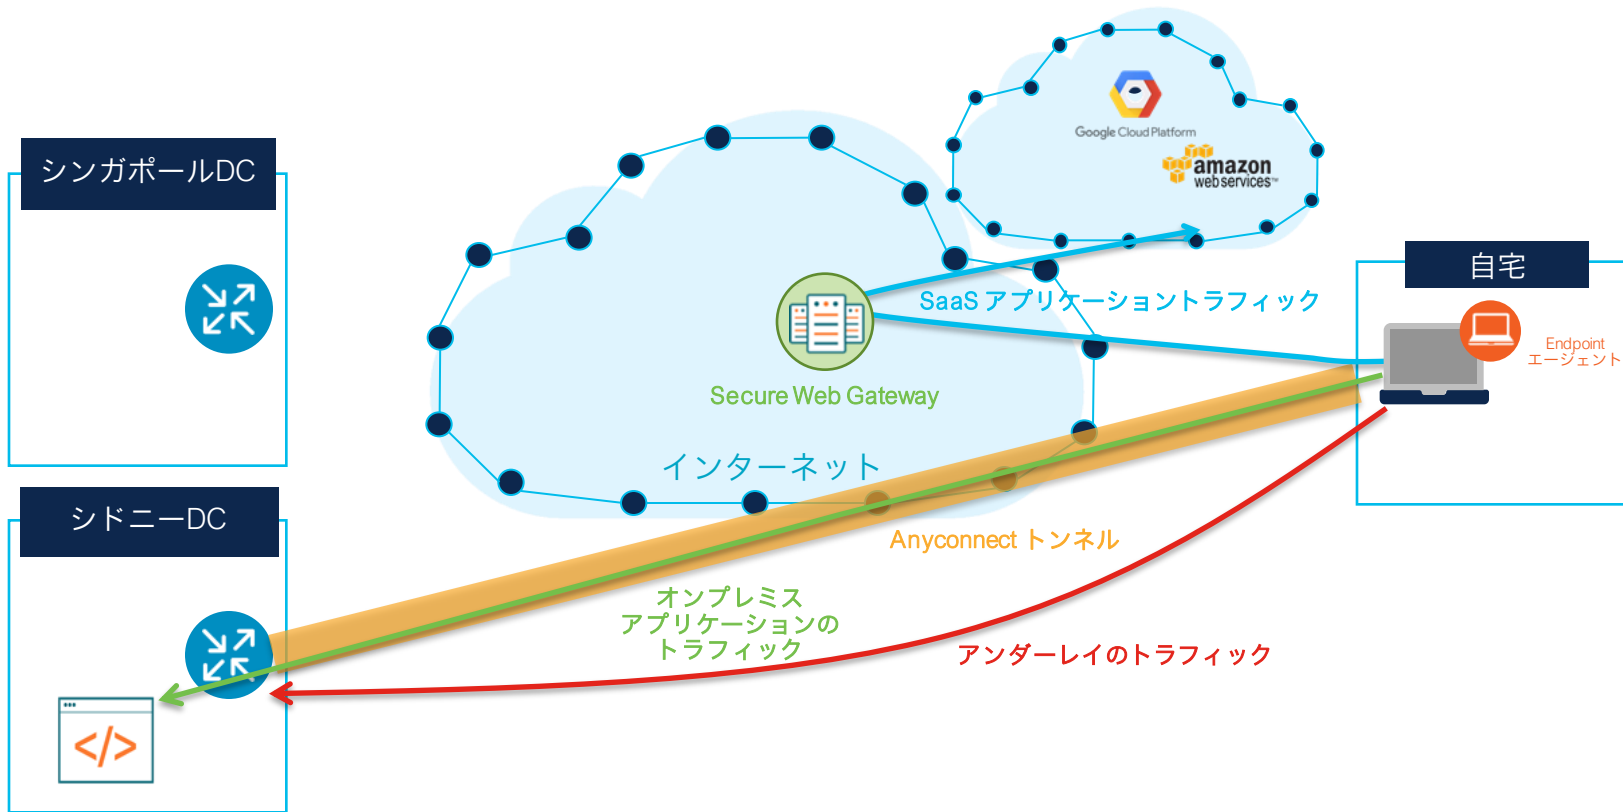 Google Cloud Platform
amazon
web services™
シンガポールDC
自宅
SaaS アプリケーショントラフィック
Endpoint
エージェント
Secure Web Gateway
インターネット
シドニーDC
Anyconnect トンネル
オンプレミス
アプリケーションの
トラフィック
アンダーレイのトラフィック
</>